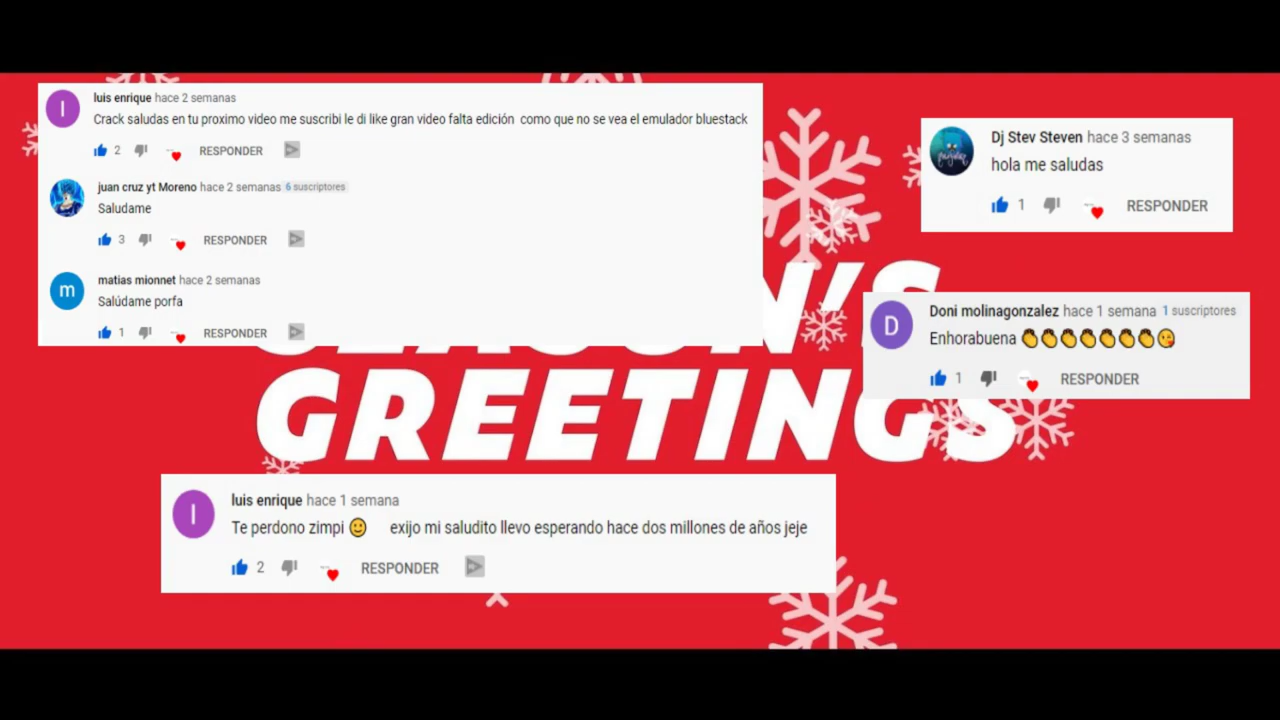 luis enrique hace 2 semanas
Crack saludas en tu proximo video me suscribi le di like gran video falta edición como que no se vea el emulador bluestack
2 RESPONDER
juan cruz yt Moreno hace 2 semanas 6 suscriptores
Saludame
3 RESPONDER
matias mionnet hace 2 semanas
Salúdame porfa
1 RESPONDER
Dj Stev Steven hace 3 semanas
hola me saludas
1 RESPONDER
Doni molinagonzalez hace 1 semana 1 suscriptores
Enhorabuena 👏👏👏👏👏👏👏😘
1 RESPONDER
GREETINGS
luis enrique hace 1 semana
Te perdono zimpi 🙂 exijo mi saludito llevo esperando hace dos millones de años jeje
2 RESPONDER